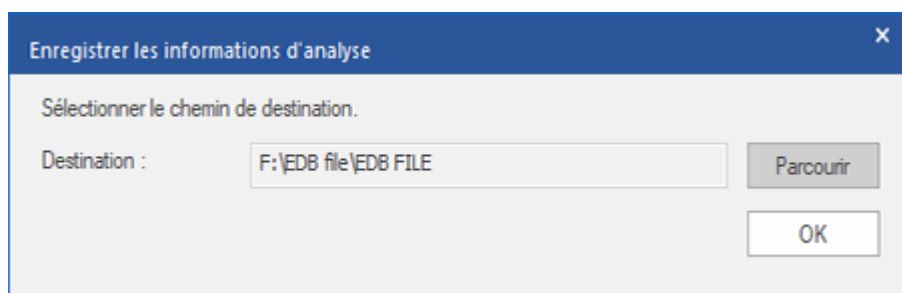 Enregistrer les informations d'analyse
Sélectionner le chemin de destination.
Destination : F:\EDB file\EDB FILE Parcourir
OK